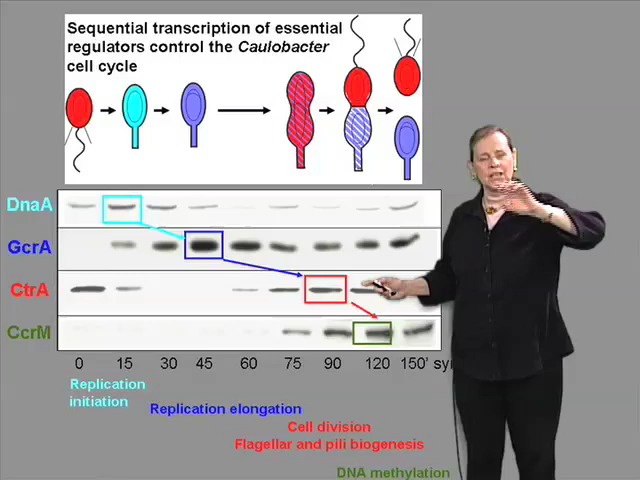 Sequential transcription of essential
regulators control the Caulobacter
cell cycle
DnaA
GcrA
CtrA
CcrM
0 15 30 45 60 75 90 120 150' syn
Replication
initiation
Replication elongation
Cell division
Flagellar and pili biogenesis
DNA methylation